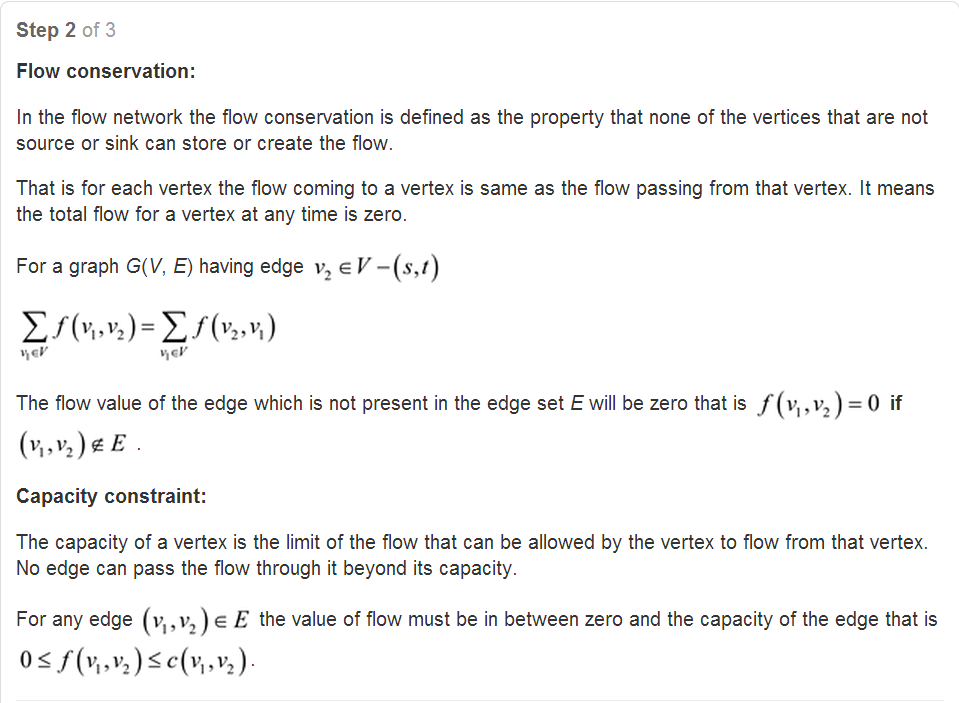 Step 2 of 3
Flow conservation:
In the flow network the flow conservation is defined as the property that none of the vertices that are not
source or sink can store or create the flow.
That is for each vertex the flow coming to a vertex is same as the flow passing from that vertex. It means
the total flow for a vertex at any time is zero.
For a graph G(V, E) having edge v₂ ∈ V − (s,t)
∑_{v₁∈V} f(v₁,v₂) = ∑_{v₁∈V} f(v₂,v₁)
The flow value of the edge which is not present in the edge set E will be zero that is f(v₁,v₂) = 0 if
(v₁,v₂) ∉ E .
Capacity constraint:
The capacity of a vertex is the limit of the flow that can be allowed by the vertex to flow from that vertex.
No edge can pass the flow through it beyond its capacity.
For any edge (v₁,v₂) ∈ E the value of flow must be in between zero and the capacity of the edge that is
0 ≤ f(v₁,v₂) ≤ c(v₁,v₂).